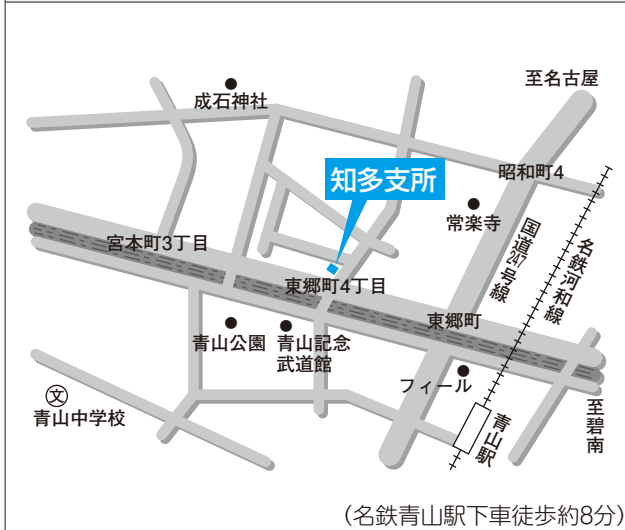 至名古屋
成石神社
昭和町4
知多支所
常楽寺
国道247号線
名鉄河和線
宮本町3丁目
東郷町4丁目
東郷町
青山公園
青山記念
武道館
フィール
文
青山中学校
青山駅
至碧南
(名鉄青山駅下車徒歩約8分)